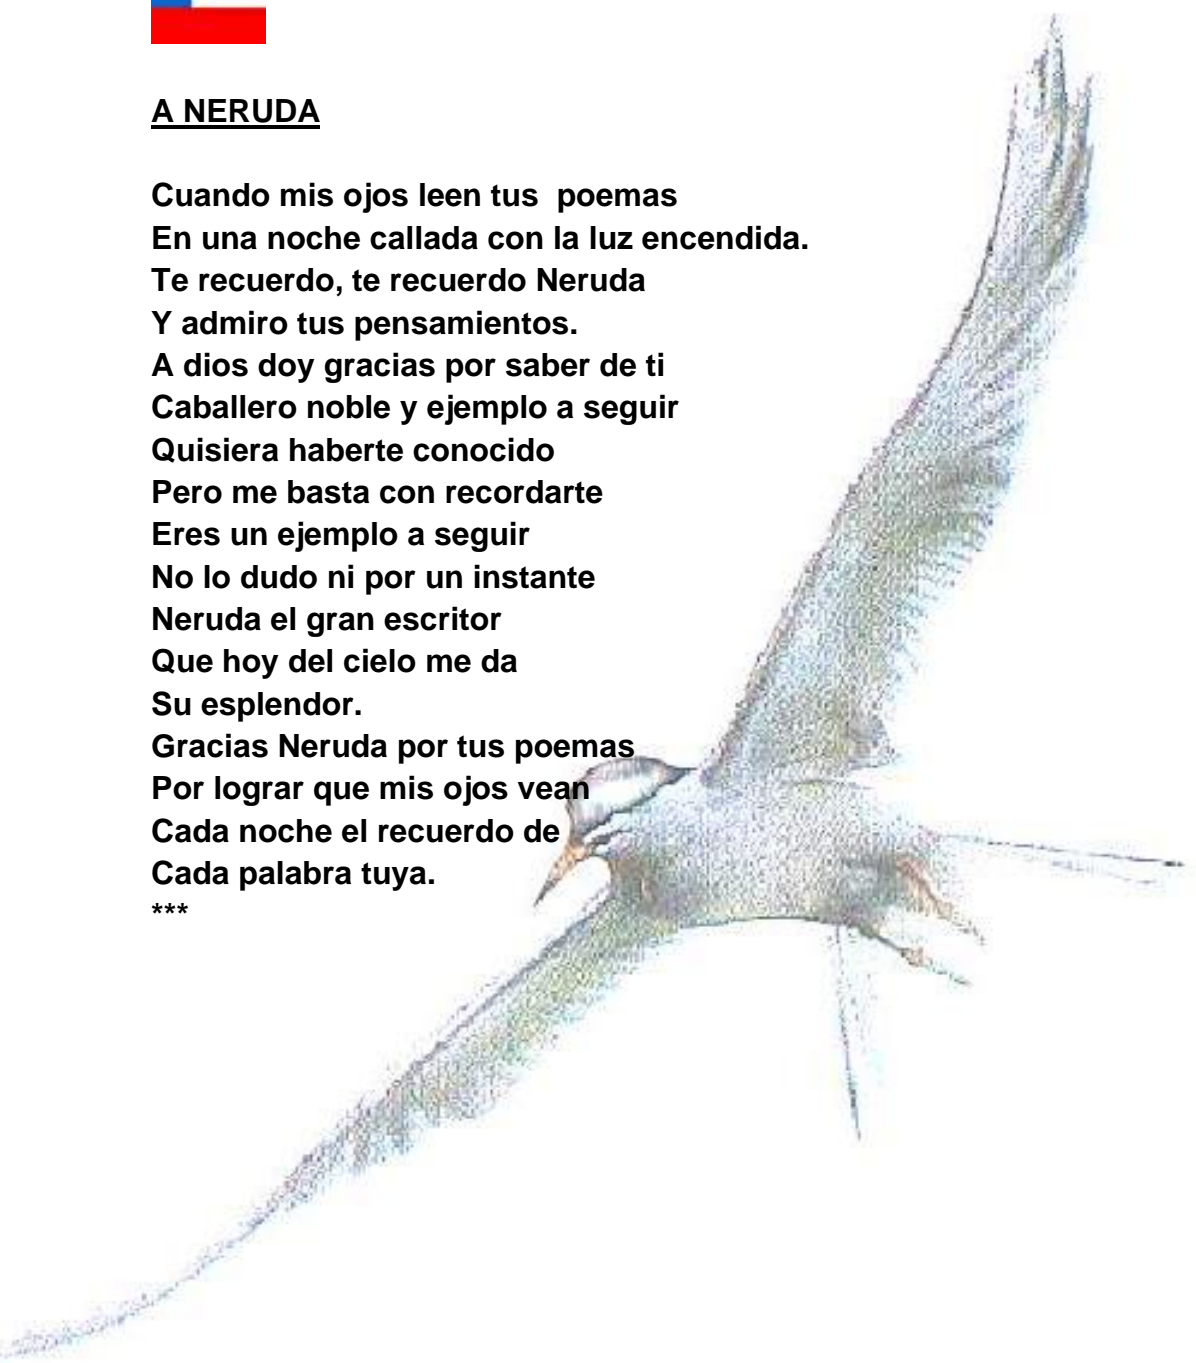 A NERUDA
Cuando mis ojos leen tus  poemas
En una noche callada con la luz encendida.
Te recuerdo, te recuerdo Neruda
Y admiro tus pensamientos.
A dios doy gracias por saber de ti
Caballero noble y ejemplo a seguir
Quisiera haberte conocido
Pero me basta con recordarte
Eres un ejemplo a seguir
No lo dudo ni por un instante
Neruda el gran escritor
Que hoy del cielo me da
Su esplendor.
Gracias Neruda por tus poemas
Por lograr que mis ojos vean
Cada noche el recuerdo de
Cada palabra tuya.
***